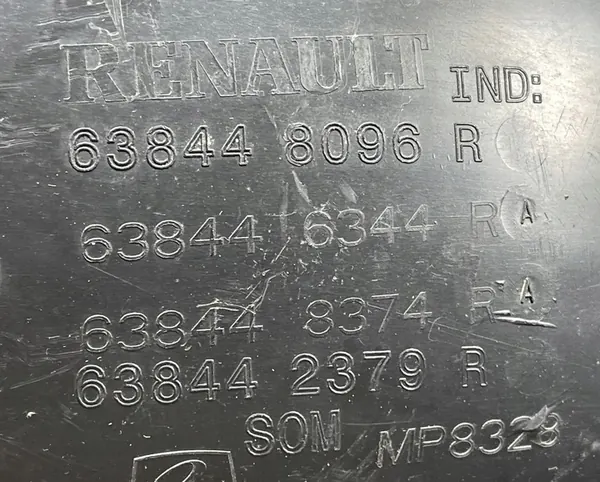 RENAULT IND:
63844 8096 R
63844 6344 R A
63844 8374 R A
63844 2379 R
SOM MP8328